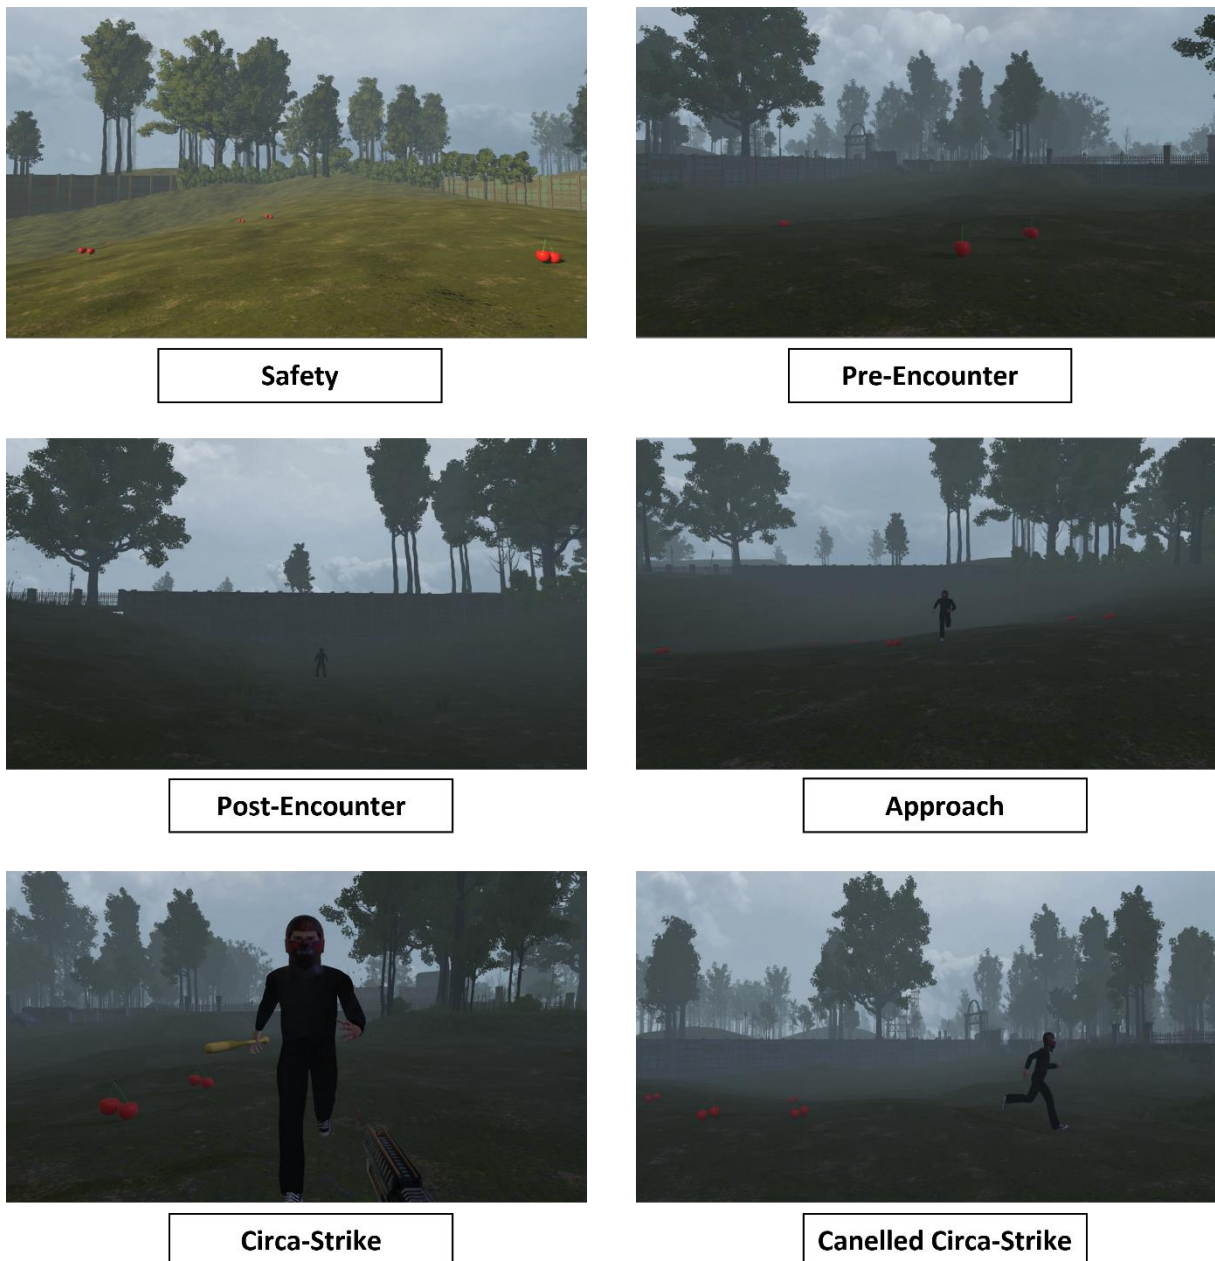 Safety
Pre-Encounter
Post-Encounter
Approach
Circa-Strike
Canelled Circa-Strike